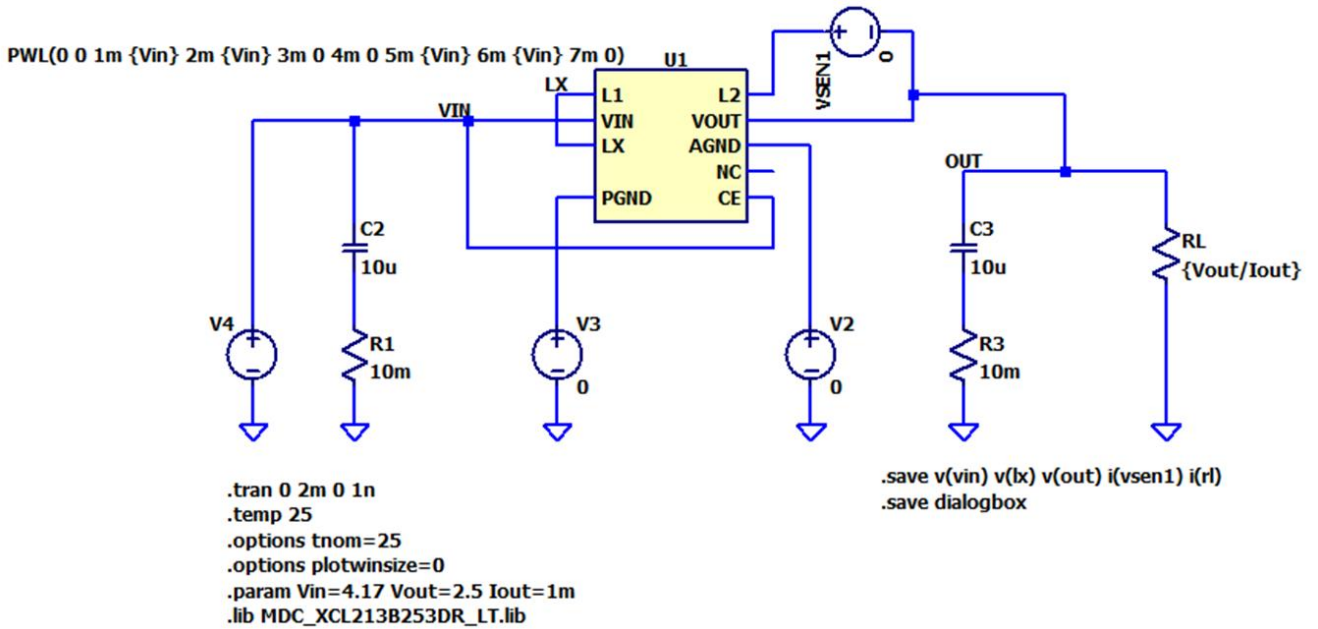 PWL(0 0 1m {Vin} 2m {Vin} 3m 0 4m 0 5m {Vin} 6m {Vin} 7m 0)
U1
VSEN1
0
LX
L1
L2
VIN
VIN
VOUT
LX
AGND
NC
PGND
CE
OUT
C2
10u
C3
10u
RL
{Vout/Iout}
V4
R1
10m
V3
0
V2
0
R3
10m
.tran 0 2m 0 1n
.temp 25
.options tnom=25
.options plotwinsize=0
.param Vin=4.17 Vout=2.5 Iout=1m
.lib MDC_XCL213B253DR_LT.lib
.save v(vin) v(lx) v(out) i(vsen1) i(rl)
.save dialogbox